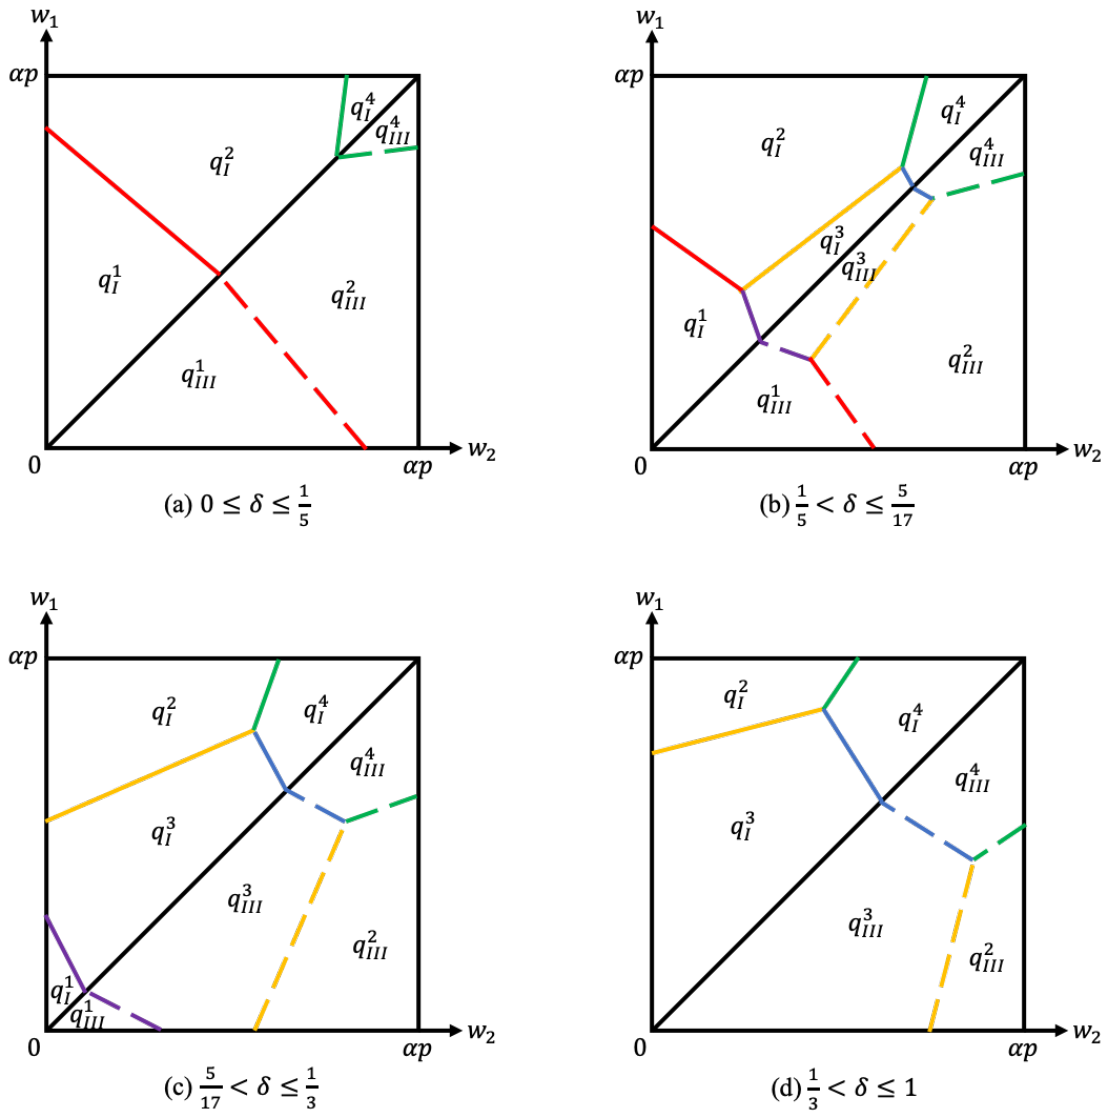 w₁
αp
q_I^4
q_III^4
q_I^2
q_I^1
q_III^2
q_III^1
0
αp
w₂
(a) 0 ≤ δ ≤ 1/5
w₁
αp
q_I^4
q_I^2
q_III^4
q_I^3
q_III^3
q_I^1
q_III^2
q_III^1
0
αp
w₂
(b) 1/5 < δ ≤ 5/17
w₁
αp
q_I^2
q_I^4
q_III^4
q_I^3
q_III^3
q_III^2
q_I^1
q_III^1
0
αp
w₂
(c) 5/17 < δ ≤ 1/3
w₁
αp
q_I^2
q_I^4
q_III^4
q_I^3
q_III^3
q_III^2
0
αp
w₂
(d) 1/3 < δ ≤ 1